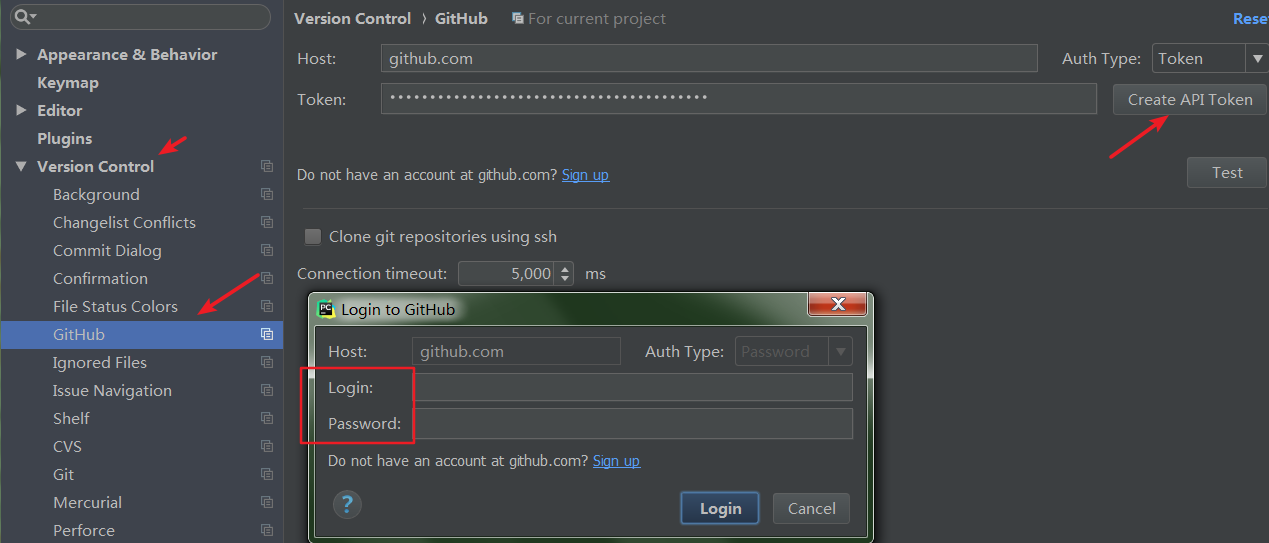 Version Control › GitHub For current project Rese
Appearance & Behavior
Keymap
Editor
Plugins
Version Control
Background
Changelist Conflicts
Commit Dialog
Confirmation
File Status Colors
GitHub
Ignored Files
Issue Navigation
Shelf
CVS
Git
Mercurial
Perforce
Host: github.com Auth Type: Token
Token: •••••••••••••••••••••••••••••••••••••••• Create API Token
Do not have an account at github.com? Sign up Test
Clone git repositories using ssh
Connection timeout: 5,000 ms
PC Login to GitHub X
Host: github.com Auth Type: Password
Login:
Password:
Do not have an account at github.com? Sign up
? Login Cancel